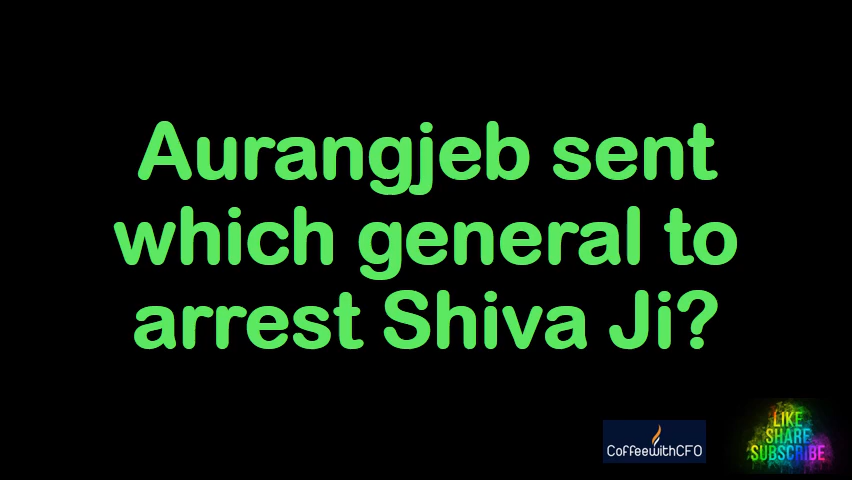 Aurangjeb sent
which general to
arrest Shiva Ji?
CoffeewithCFO
LIKE
SHARE
SUBSCRIBE